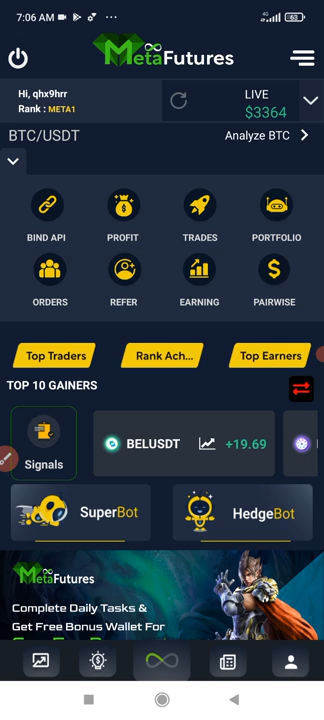 7:06 AM
4G
63
MetaFutures
Hi, qhx9hrr
Rank : META1
LIVE
$3364
BTC/USDT
Analyze BTC
BIND API
PROFIT
TRADES
PORTFOLIO
ORDERS
REFER
EARNING
PAIRWISE
Top Traders
Rank Ach...
Top Earners
TOP 10 GAINERS
Signals
BELUSDT
+19.69
SuperBot
HedgeBot
MetaFutures
Complete Daily Tasks &
Get Free Bonus Wallet For